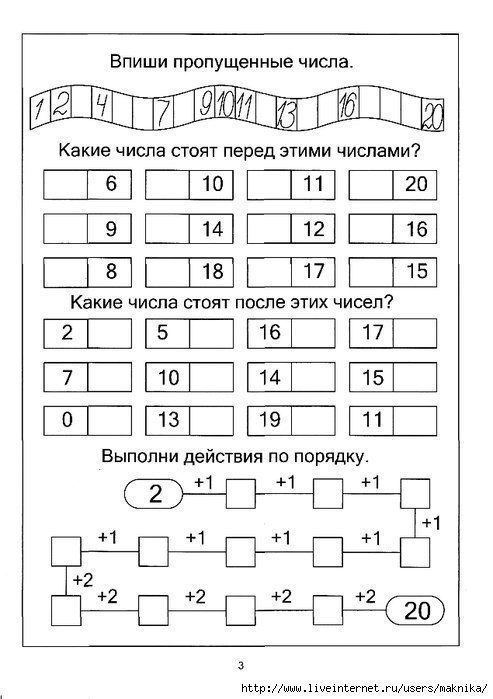 Впиши пропущенные числа.
1 2 4 7 9 10 11 13 16 20
Какие числа стоят перед этими числами?
6 10 11 20
9 14 12 16
8 18 17 15
Какие числа стоят после этих чисел?
2 5 16 17
7 10 14 15
0 13 19 11
Выполни действия по порядку.
2 +1 +1 +1
+1
+1 +1 +1 +1
+2
+2 +2 +2 +2 20
3
http://www.liveinternet.ru/users/maknika/